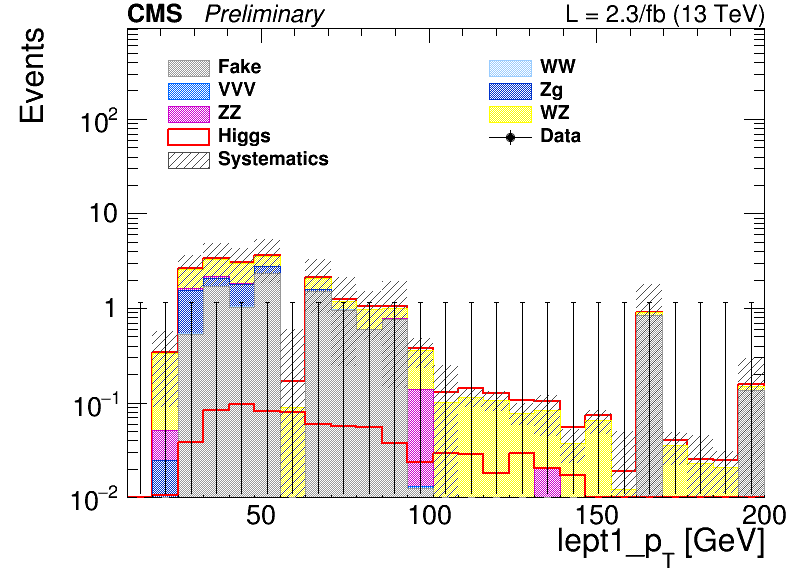 CMS Preliminary L = 2.3/fb (13 TeV)
Events
Fake WW
VVV Zg
ZZ WZ
Higgs Data
Systematics
10²
10
1
10⁻¹
10⁻²
50 100 150 200
lept1_p_T [GeV]